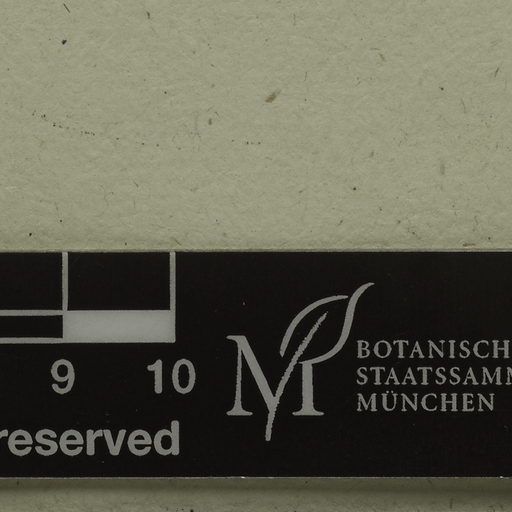 9 10
reserved
BOTANISCH
STAATSSAMM
MÜNCHEN